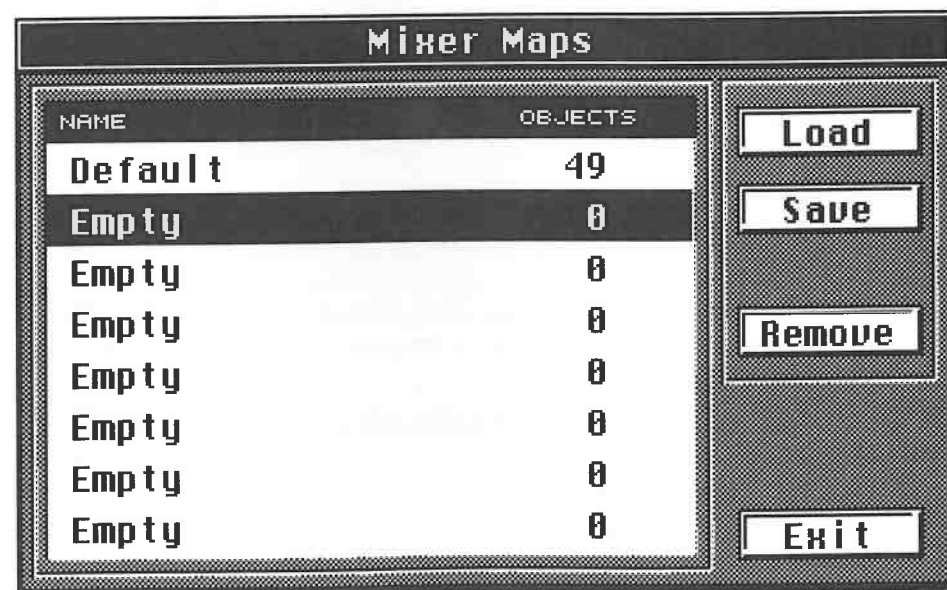 Mixer Maps
NAME OBJECTS
Default 49
Empty 0
Empty 0
Empty 0
Empty 0
Empty 0
Empty 0
Empty 0
Load
Save
Remove
Exit